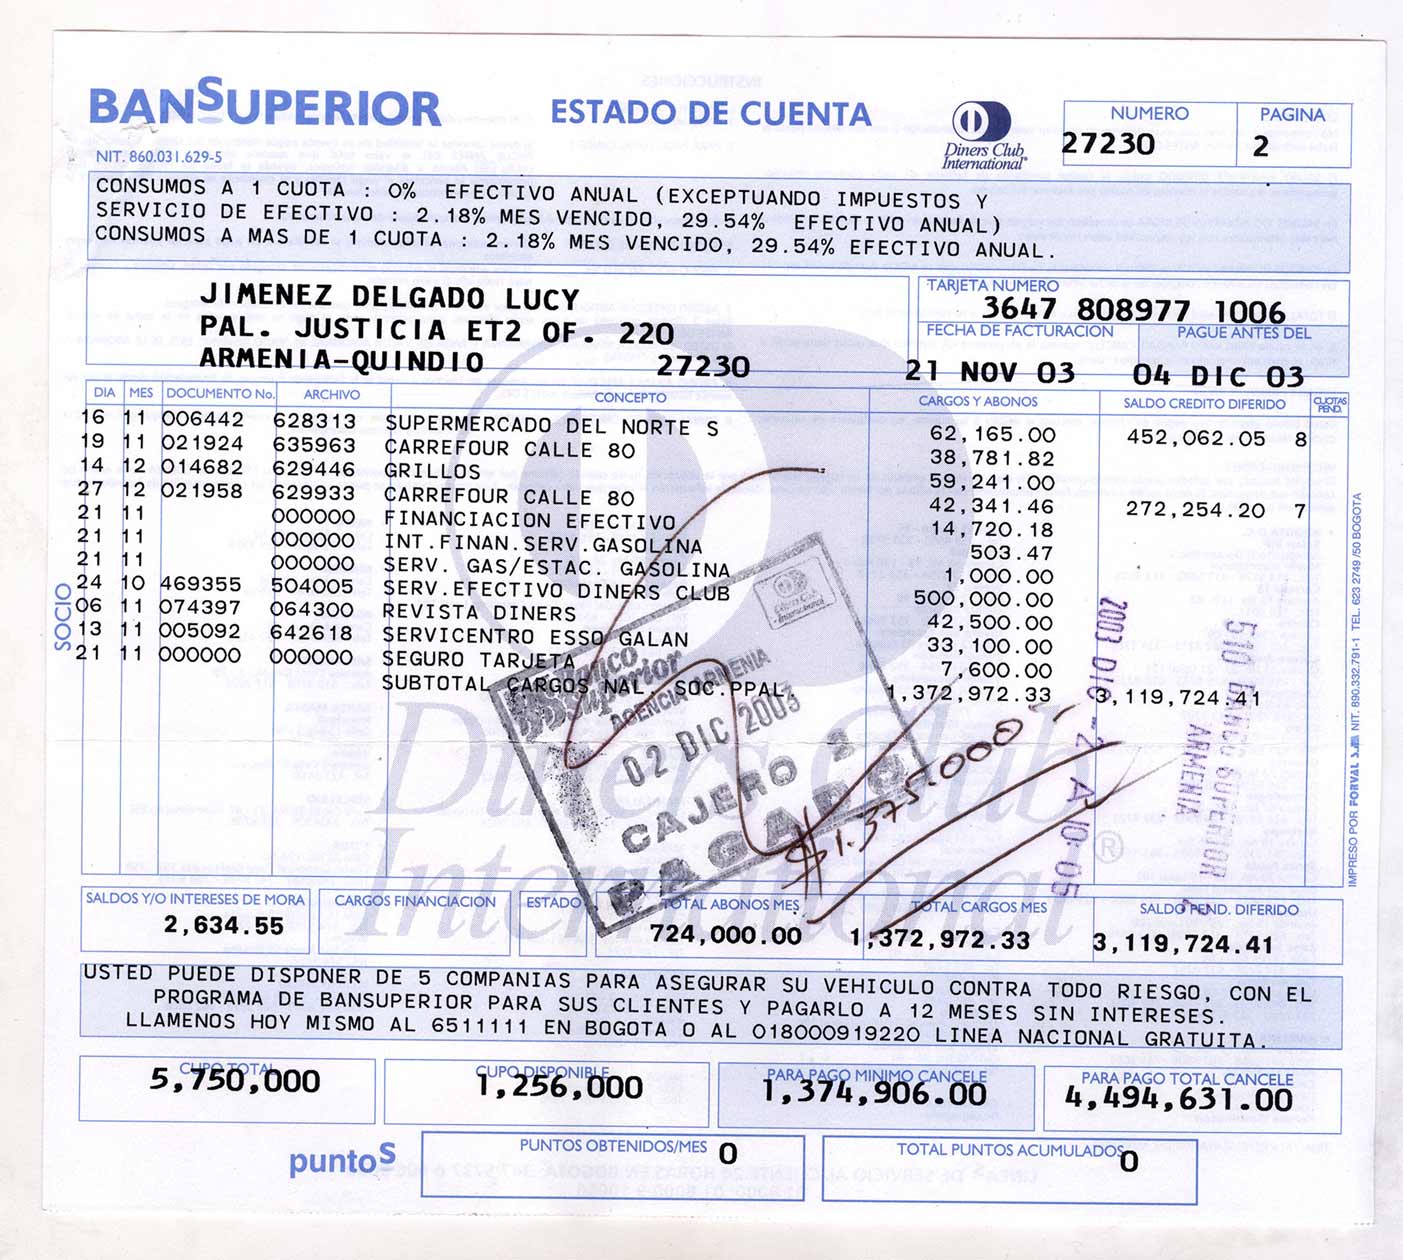 BANSUPERIOR
ESTADO DE CUENTA
Diners Club
International®
NUMERO
27230
PAGINA
2
NIT. 860.031.629-5
CONSUMOS A 1 CUOTA : 0% EFECTIVO ANUAL (EXCEPTUANDO IMPUESTOS Y
SERVICIO DE EFECTIVO : 2.18% MES VENCIDO, 29.54% EFECTIVO ANUAL)
CONSUMOS A MAS DE 1 CUOTA : 2.18% MES VENCIDO, 29.54% EFECTIVO ANUAL.
JIMENEZ DELGADO LUCY
PAL. JUSTICIA ET2 OF 220
ARMENIA-QUINDIO 27230
TARJETA NUMERO
3647 808977 1006
FECHA DE FACTURACION PAGUE ANTES DEL
21 NOV 03 04 DIC 03
DIA MES DOCUMENTO No. ARCHIVO CONCEPTO CARGOS Y ABONOS SALDO CREDITO DIFERIDO CUOTAS PEND.
16 11 006442 628313 SUPERMERCADO DEL NORTE S 62,165.00 452,062.05 8
19 11 021924 635963 CARREFOUR CALLE 80 38,781.82
14 12 014682 629446 GRILLOS 59,241.00
27 12 021958 629933 CARREFOUR CALLE 80 42,341.46 272,254.20 7
21 11 000000 FINANCIACION EFECTIVO 14,720.18
21 11 000000 INT.FINAN.SERV.GASOLINA 503.47
21 11 000000 SERV. GAS/ESTAC. GASOLINA 1,000.00
24 10 469355 504005 SERV.EFECTIVO DINERS CLUB 500,000.00
06 11 074397 064300 REVISTA DINERS 42,500.00
13 11 005092 642618 SERVICENTRO ESSO GALAN 33,100.00
21 11 000000 000000 SEGURO TARJETA 7,600.00
SUBTOTAL CARGOS NAL. SOC.PPAL 1,372,972.33 3,119,724.41
SOCIO
Diners Club
International®
Banco
Superior
AGENCIA ARMENIA
02 DIC 2003
CAJERO 2
PAGADO
Diners Club
International
$1.375.000-
2003 DIC -2 A 10:05
510 BANCO SUPERIOR
ARMENIA
IMPRESO POR FORVAL NIT. 890.332.791-1 TEL. 623 2749 /50 BOGOTA
SALDOS Y/O INTERESES DE MORA CARGOS FINANCIACION ESTADO TOTAL ABONOS MES TOTAL CARGOS MES SALDO PEND. DIFERIDO
2,634.55 724,000.00 1,372,972.33 3,119,724.41
USTED PUEDE DISPONER DE 5 COMPANIAS PARA ASEGURAR SU VEHICULO CONTRA TODO RIESGO, CON EL
PROGRAMA DE BANSUPERIOR PARA SUS CLIENTES Y PAGARLO A 12 MESES SIN INTERESES.
LLAMENOS HOY MISMO AL 6511111 EN BOGOTA O AL 018000919220 LINEA NACIONAL GRATUITA.
CUPO TOTAL CUPO DISPONIBLE PARA PAGO MINIMO CANCELE PARA PAGO TOTAL CANCELE
5,750,000 1,256,000 1,374,906.00 4,494,631.00
puntos
PUNTOS OBTENIDOS/MES 0
TOTAL PUNTOS ACUMULADOS 0